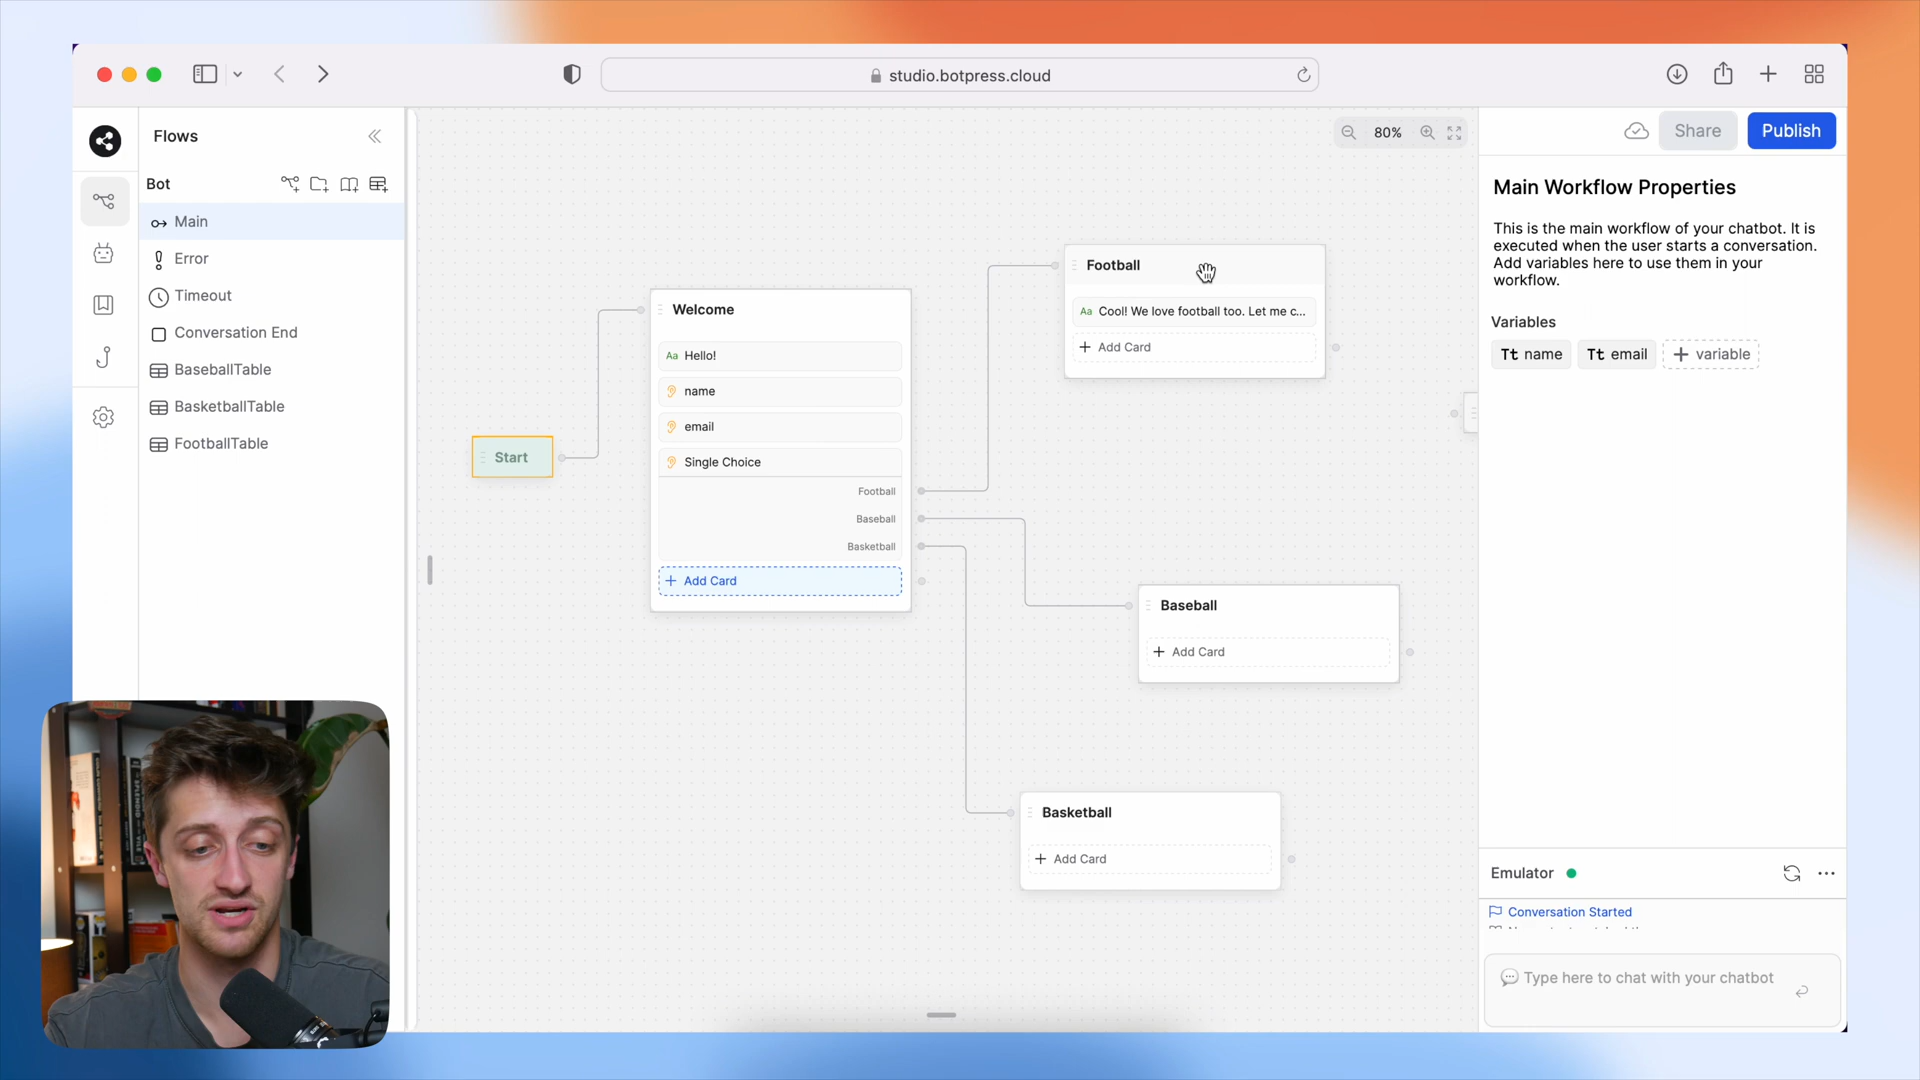 studio.botpress.cloud
Flows
80%
Share
Publish
Bot
Main
Error
Timeout
Conversation End
BaseballTable
BasketballTable
FootballTable
Start
Welcome
Aa Hello!
name
email
Single Choice
Football
Baseball
Basketball
+ Add Card
Football
Aa Cool! We love football too. Let me c...
+ Add Card
Baseball
+ Add Card
Basketball
+ Add Card
Main Workflow Properties
This is the main workflow of your chatbot. It is
executed when the user starts a conversation.
Add variables here to use them in your
workflow.
Variables
Tt name
Tt email
+ variable
Emulator
Conversation Started
Type here to chat with your chatbot